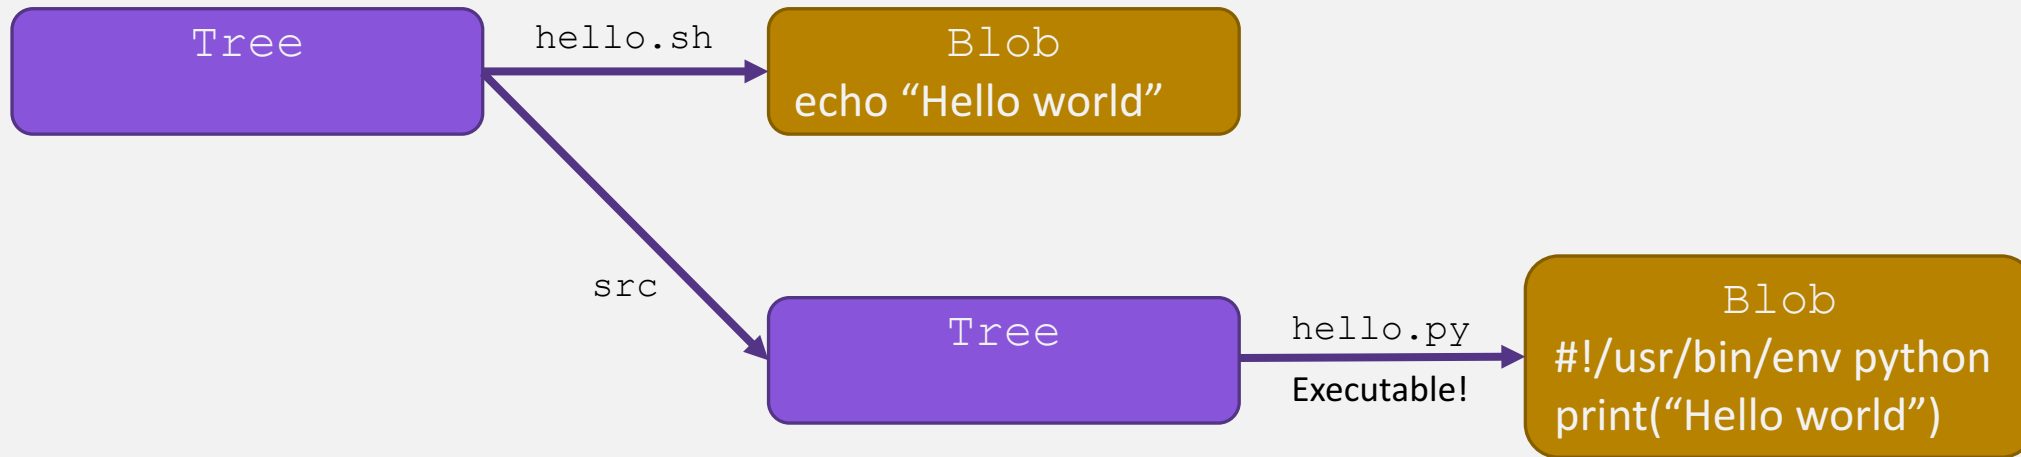 Tree
hello.sh
Blob
echo “Hello world”
src
Tree
hello.py
Executable!
Blob
#!/usr/bin/env python
print(“Hello world”)